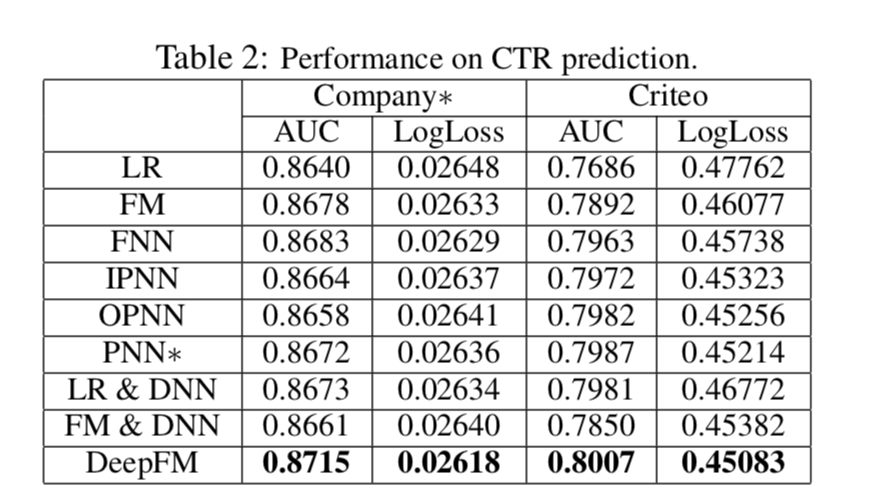 Table 2: Performance on CTR prediction.
Company∗ Criteo
AUC LogLoss AUC LogLoss
LR 0.8640 0.02648 0.7686 0.47762
FM 0.8678 0.02633 0.7892 0.46077
FNN 0.8683 0.02629 0.7963 0.45738
IPNN 0.8664 0.02637 0.7972 0.45323
OPNN 0.8658 0.02641 0.7982 0.45256
PNN∗ 0.8672 0.02636 0.7987 0.45214
LR & DNN 0.8673 0.02634 0.7981 0.46772
FM & DNN 0.8661 0.02640 0.7850 0.45382
DeepFM 0.8715 0.02618 0.8007 0.45083